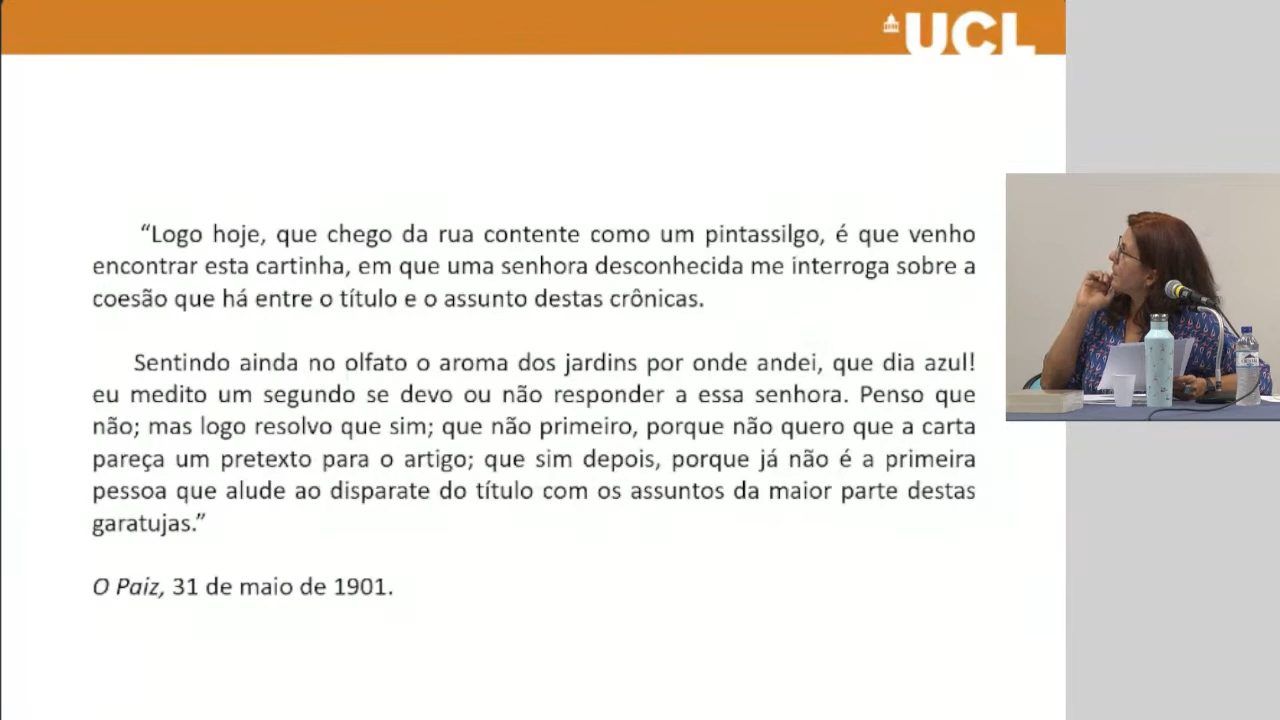 UCL
“Logo hoje, que chego da rua contente como um pintassilgo, é que venho
encontrar esta cartinha, em que uma senhora desconhecida me interroga sobre a
coesão que há entre o título e o assunto destas crônicas.
Sentindo ainda no olfato o aroma dos jardins por onde andei, que dia azul!
eu medito um segundo se devo ou não responder a essa senhora. Penso que
não; mas logo resolvo que sim; que não primeiro, porque não quero que a carta
pareça um pretexto para o artigo; que sim depois, porque já não é a primeira
pessoa que alude ao disparate do título com os assuntos da maior parte destas
garatujas.”
O Paiz, 31 de maio de 1901.